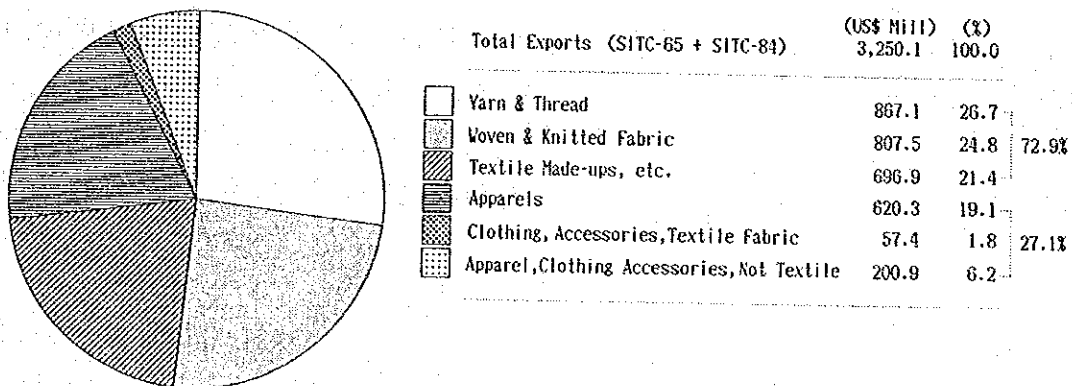 (US$ Mill) (%)
Total Exports (SITC-65 + SITC-84) 3,250.1 100.0
Yarn & Thread 867.1 26.7
Woven & Knitted Fabric 807.5 24.8 72.9%
Textile Made-ups, etc. 696.9 21.4
Apparels 620.3 19.1
Clothing, Accessories,Textile Fabric 57.4 1.8 27.1%
Apparel,Clothing Accessories,Not Textile 200.9 6.2